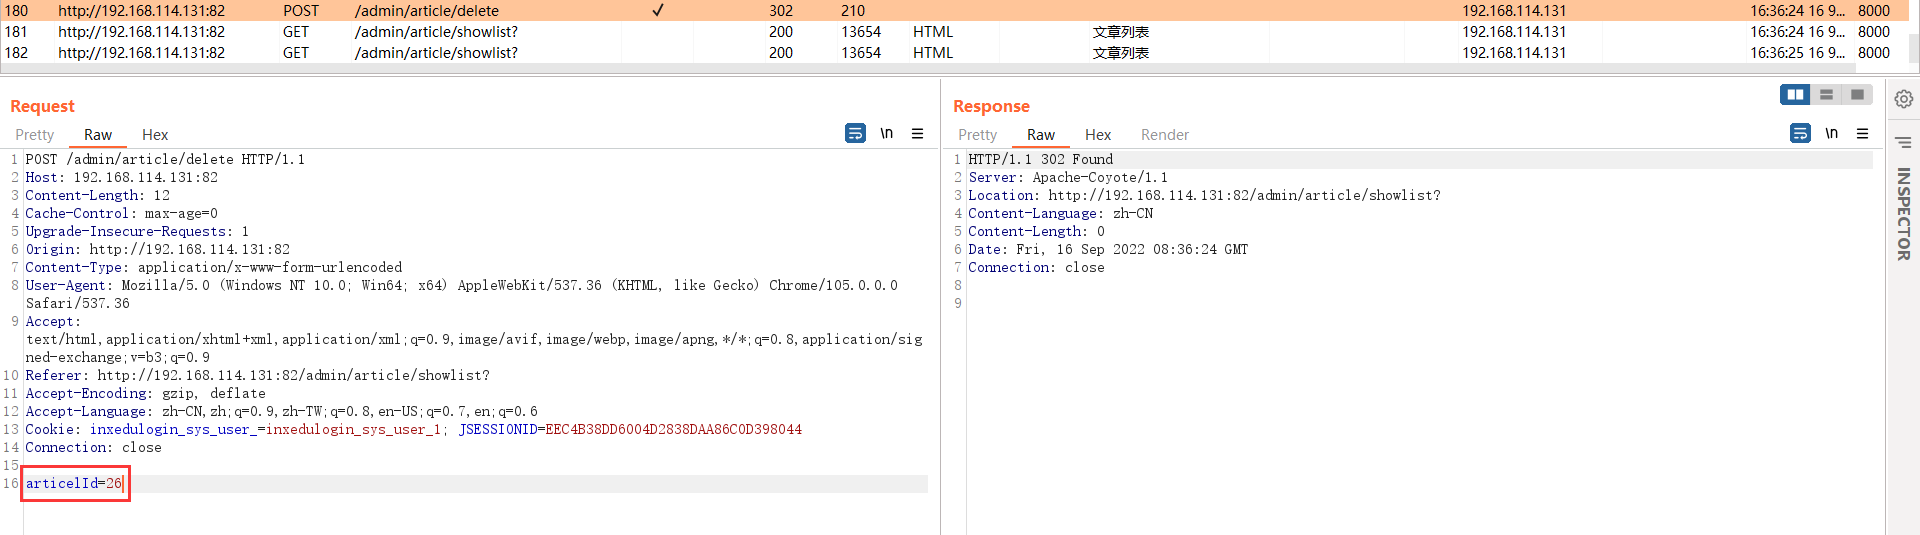 180 http://192.168.114.131:82 POST /admin/article/delete ✓ 302 210 192.168.114.131 16:36:24 16 9... 8000
181 http://192.168.114.131:82 GET /admin/article/showlist? 200 13654 HTML 文章列表 192.168.114.131 16:36:24 16 9... 8000
182 http://192.168.114.131:82 GET /admin/article/showlist? 200 13654 HTML 文章列表 192.168.114.131 16:36:25 16 9... 8000
Request
Pretty Raw Hex \n
1 POST /admin/article/delete HTTP/1.1
2 Host: 192.168.114.131:82
3 Content-Length: 12
4 Cache-Control: max-age=0
5 Upgrade-Insecure-Requests: 1
6 Origin: http://192.168.114.131:82
7 Content-Type: application/x-www-form-urlencoded
8 User-Agent: Mozilla/5.0 (Windows NT 10.0; Win64; x64) AppleWebKit/537.36 (KHTML, like Gecko) Chrome/105.0.0.0
Safari/537.36
9 Accept:
text/html,application/xhtml+xml,application/xml;q=0.9,image/avif,image/webp,image/apng,*/*;q=0.8,application/sig
ned-exchange;v=b3;q=0.9
10 Referer: http://192.168.114.131:82/admin/article/showlist?
11 Accept-Encoding: gzip, deflate
12 Accept-Language: zh-CN,zh;q=0.9,zh-TW;q=0.8,en-US;q=0.7,en;q=0.6
13 Cookie: inxedulogin_sys_user_=inxedulogin_sys_user_1; JSESSIONID=EEC4B38DD6004D2838DAA86C0D398044
14 Connection: close
15
16 articelId=26
Response
Pretty Raw Hex Render \n
1 HTTP/1.1 302 Found
2 Server: Apache-Coyote/1.1
3 Location: http://192.168.114.131:82/admin/article/showlist?
4 Content-Language: zh-CN
5 Content-Length: 0
6 Date: Fri, 16 Sep 2022 08:36:24 GMT
7 Connection: close
8
9
INSPECTOR